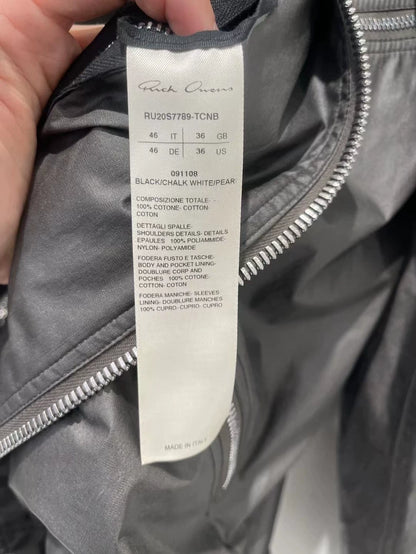 Rick Owens
RU20S7789-TCNB
46 IT 36 GB
46 DE 36 US
091108
BLACK/CHALK WHITE/PEAR
COMPOSIZIONE TOTALE-
100% COTONE- COTTON-
COTON
DETTAGLI SPALLE-
SHOULDERS DETAILS- DETAILS
EPAULES 100% POLIAMMIDE-
NYLON- POLYAMIDE
FODERA FUSTO E TASCHE-
BODY AND POCKET LINING-
DOUBLURE CORP AND
POCHES 100% COTONE-
COTTON- COTON
FODERA MANICHE- SLEEVES
LINING- DOUBLURE MANCHES
100% CUPRO- CUPRO- CUPRO
MADE IN ITALY